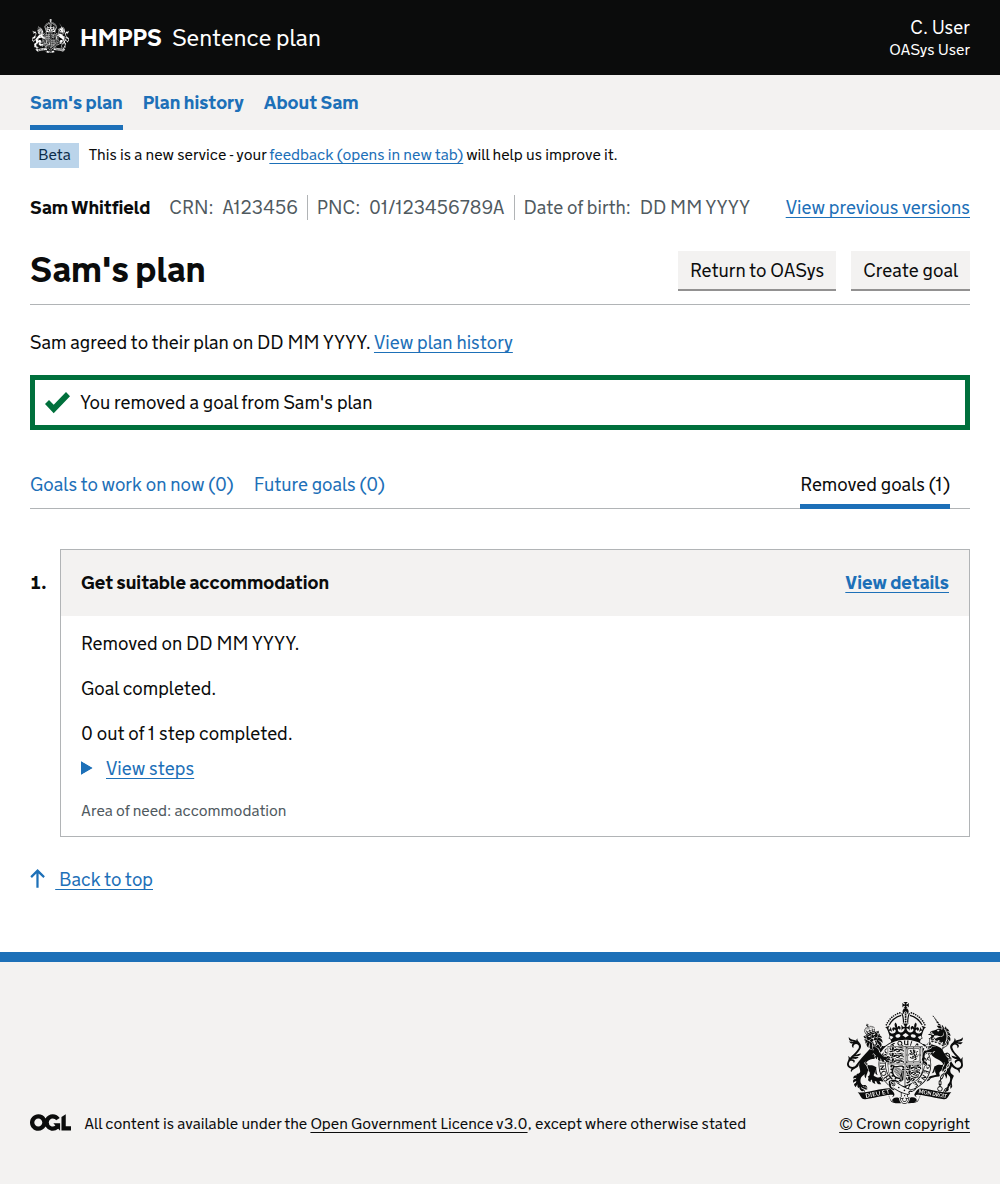 HMPPS Sentence plan
C. User
OASys User
Sam's plan Plan history About Sam
Beta This is a new service - your feedback (opens in new tab) will help us improve it.
Sam Whitfield CRN: A123456 PNC: 01/123456789A Date of birth: DD MM YYYY View previous versions
Sam's plan Return to OASys Create goal
Sam agreed to their plan on DD MM YYYY. View plan history
You removed a goal from Sam's plan
Goals to work on now (0) Future goals (0) Removed goals (1)
1. Get suitable accommodation View details
Removed on DD MM YYYY.
Goal completed.
0 out of 1 step completed.
View steps
Area of need: accommodation
Back to top
DIEU ET MON DROIT
OGL All content is available under the Open Government Licence v3.0, except where otherwise stated © Crown copyright